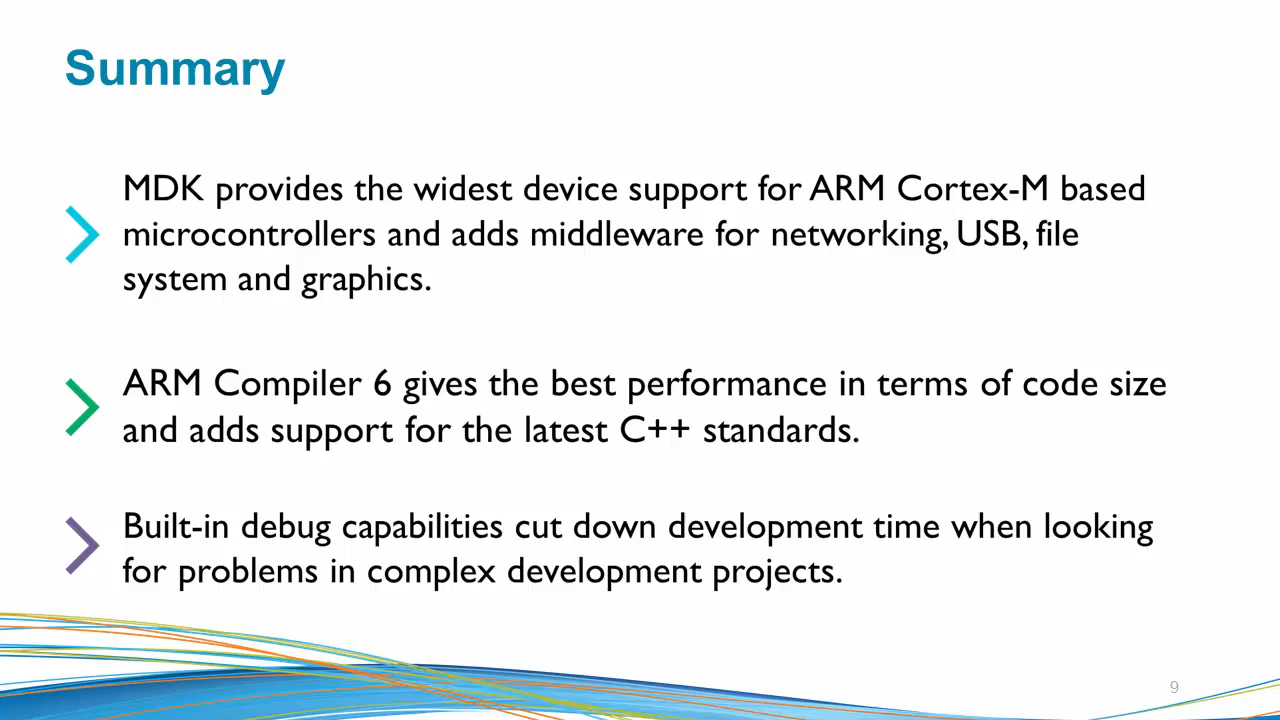 Summary
MDK provides the widest device support for ARM Cortex-M based
microcontrollers and adds middleware for networking, USB, file
system and graphics.
ARM Compiler 6 gives the best performance in terms of code size
and adds support for the latest C++ standards.
Built-in debug capabilities cut down development time when looking
for problems in complex development projects.
9